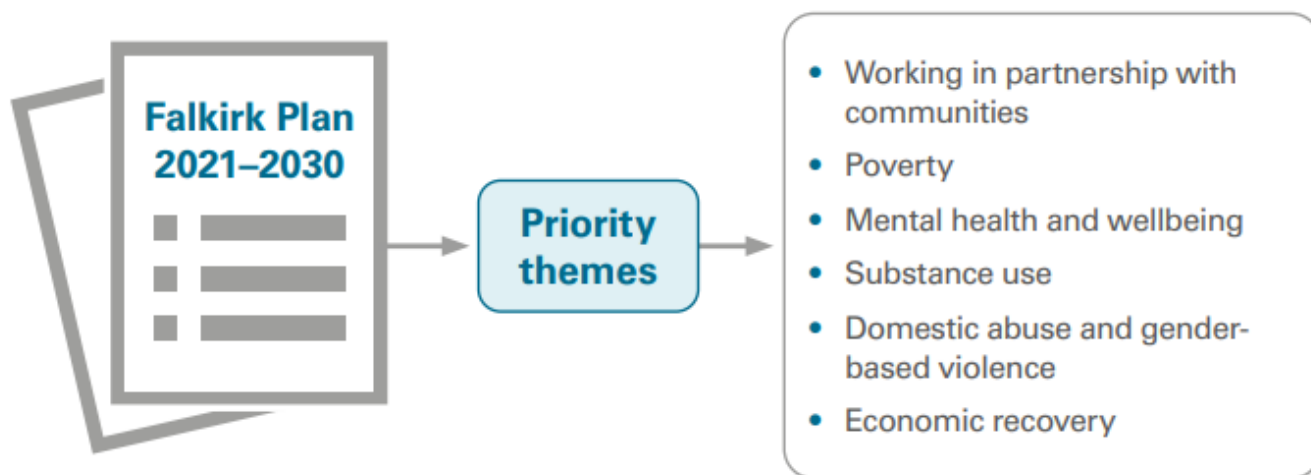 Falkirk Plan
2021–2030
Priority
themes
• Working in partnership with
communities
• Poverty
• Mental health and wellbeing
• Substance use
• Domestic abuse and gender-
based violence
• Economic recovery